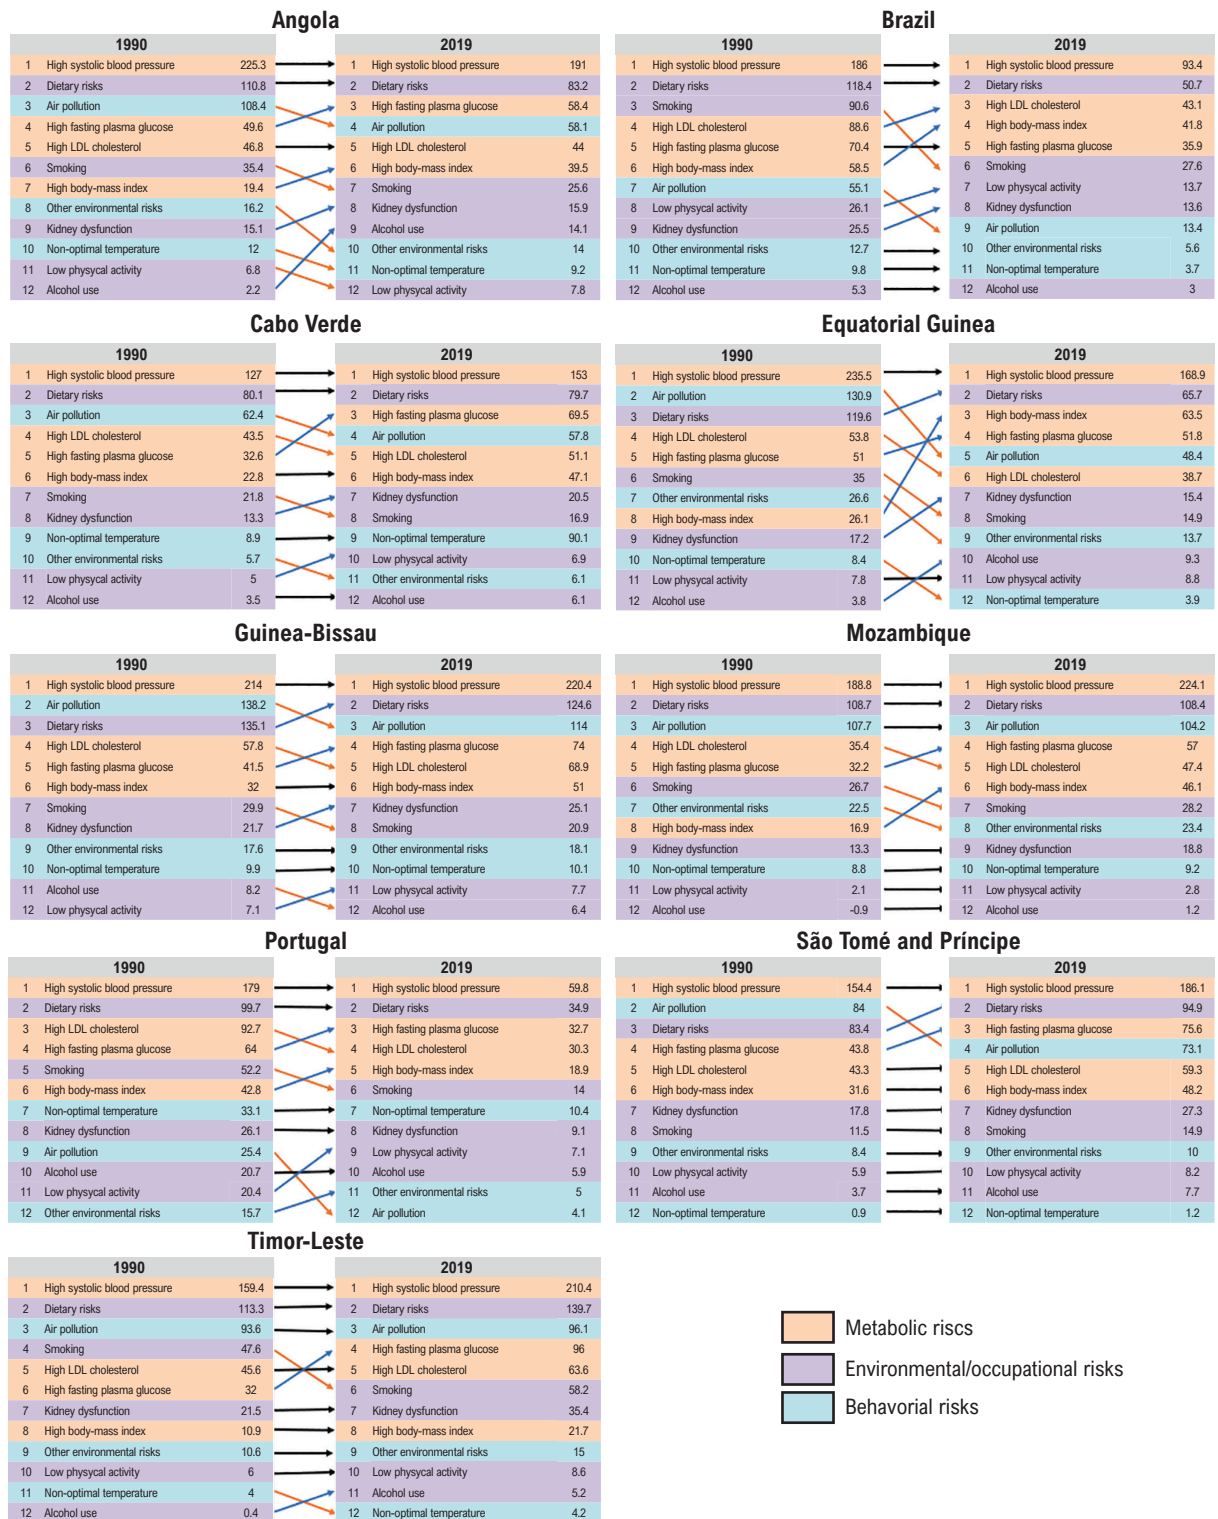 Angola
1990
1 High systolic blood pressure 225.3
2 Dietary risks 110.8
3 Air pollution 108.4
4 High fasting plasma glucose 49.6
5 High LDL cholesterol 46.8
6 Smoking 35.4
7 High body-mass index 19.4
8 Other environmental risks 16.2
9 Kidney dysfunction 15.1
10 Non-optimal temperature 12
11 Low physycal activity 6.8
12 Alcohol use 2.2
2019
1 High systolic blood pressure 191
2 Dietary risks 83.2
3 High fasting plasma glucose 58.4
4 Air pollution 58.1
5 High LDL cholesterol 44
6 High body-mass index 39.5
7 Smoking 25.6
8 Kidney dysfunction 15.9
9 Alcohol use 14.1
10 Other environmental risks 14
11 Non-optimal temperature 9.2
12 Low physycal activity 7.8
Brazil
1990
1 High systolic blood pressure 186
2 Dietary risks 118.4
3 Smoking 90.6
4 High LDL cholesterol 88.6
5 High fasting plasma glucose 70.4
6 High body-mass index 58.5
7 Air pollution 55.1
8 Low physycal activity 26.1
9 Kidney dysfunction 25.5
10 Other environmental risks 12.7
11 Non-optimal temperature 9.8
12 Alcohol use 5.3
2019
1 High systolic blood pressure 93.4
2 Dietary risks 50.7
3 High LDL cholesterol 43.1
4 High body-mass index 41.8
5 High fasting plasma glucose 35.9
6 Smoking 27.6
7 Low physycal activity 13.7
8 Kidney dysfunction 13.6
9 Air pollution 13.4
10 Other environmental risks 5.6
11 Non-optimal temperature 3.7
12 Alcohol use 3
Cabo Verde
1990
1 High systolic blood pressure 127
2 Dietary risks 80.1
3 Air pollution 62.4
4 High LDL cholesterol 43.5
5 High fasting plasma glucose 32.6
6 High body-mass index 22.8
7 Smoking 21.8
8 Kidney dysfunction 13.3
9 Non-optimal temperature 8.9
10 Other environmental risks 5.7
11 Low physycal activity 5
12 Alcohol use 3.5
2019
1 High systolic blood pressure 153
2 Dietary risks 79.7
3 High fasting plasma glucose 69.5
4 Air pollution 57.8
5 High LDL cholesterol 51.1
6 High body-mass index 47.1
7 Kidney dysfunction 20.5
8 Smoking 16.9
9 Non-optimal temperature 90.1
10 Low physycal activity 6.9
11 Other environmental risks 6.1
12 Alcohol use 6.1
Equatorial Guinea
1990
1 High systolic blood pressure 235.5
2 Air pollution 130.9
3 Dietary risks 119.6
4 High LDL cholesterol 53.8
5 High fasting plasma glucose 51
6 Smoking 35
7 Other environmental risks 26.6
8 High body-mass index 26.1
9 Kidney dysfunction 17.2
10 Non-optimal temperature 8.4
11 Low physycal activity 7.8
12 Alcohol use 3.8
2019
1 High systolic blood pressure 168.9
2 Dietary risks 65.7
3 High body-mass index 63.5
4 High fasting plasma glucose 51.8
5 Air pollution 48.4
6 High LDL cholesterol 38.7
7 Kidney dysfunction 15.4
8 Smoking 14.9
9 Other environmental risks 13.7
10 Alcohol use 9.3
11 Low physycal activity 8.8
12 Non-optimal temperature 3.9
Guinea-Bissau
1990
1 High systolic blood pressure 214
2 Air pollution 138.2
3 Dietary risks 135.1
4 High LDL cholesterol 57.8
5 High fasting plasma glucose 41.5
6 High body-mass index 32
7 Smoking 29.9
8 Kidney dysfunction 21.7
9 Other environmental risks 17.6
10 Non-optimal temperature 9.9
11 Alcohol use 8.2
12 Low physycal activity 7.1
2019
1 High systolic blood pressure 220.4
2 Dietary risks 124.6
3 Air pollution 114
4 High fasting plasma glucose 74
5 High LDL cholesterol 68.9
6 High body-mass index 51
7 Kidney dysfunction 25.1
8 Smoking 20.9
9 Other environmental risks 18.1
10 Non-optimal temperature 10.1
11 Low physycal activity 7.7
12 Alcohol use 6.4
Mozambique
1990
1 High systolic blood pressure 188.8
2 Dietary risks 108.7
3 Air pollution 107.7
4 High LDL cholesterol 35.4
5 High fasting plasma glucose 32.2
6 Smoking 26.7
7 Other environmental risks 22.5
8 High body-mass index 16.9
9 Kidney dysfunction 13.3
10 Non-optimal temperature 8.8
11 Low physycal activity 2.1
12 Alcohol use -0.9
2019
1 High systolic blood pressure 224.1
2 Dietary risks 108.4
3 Air pollution 104.2
4 High fasting plasma glucose 57
5 High LDL cholesterol 47.4
6 High body-mass index 46.1
7 Smoking 28.2
8 Other environmental risks 23.4
9 Kidney dysfunction 18.8
10 Non-optimal temperature 9.2
11 Low physycal activity 2.8
12 Alcohol use 1.2
Portugal
1990
1 High systolic blood pressure 179
2 Dietary risks 99.7
3 High LDL cholesterol 92.7
4 High fasting plasma glucose 64
5 Smoking 52.2
6 High body-mass index 42.8
7 Non-optimal temperature 33.1
8 Kidney dysfunction 26.1
9 Air pollution 25.4
10 Alcohol use 20.7
11 Low physycal activity 20.4
12 Other environmental risks 15.7
2019
1 High systolic blood pressure 59.8
2 Dietary risks 34.9
3 High fasting plasma glucose 32.7
4 High LDL cholesterol 30.3
5 High body-mass index 18.9
6 Smoking 14
7 Non-optimal temperature 10.4
8 Kidney dysfunction 9.1
9 Low physycal activity 7.1
10 Alcohol use 5.9
11 Other environmental risks 5
12 Air pollution 4.1
São Tomé and Príncipe
1990
1 High systolic blood pressure 154.4
2 Air pollution 84
3 Dietary risks 83.4
4 High fasting plasma glucose 43.8
5 High LDL cholesterol 43.3
6 High body-mass index 31.6
7 Kidney dysfunction 17.8
8 Smoking 11.5
9 Other environmental risks 8.4
10 Low physycal activity 5.9
11 Alcohol use 3.7
12 Non-optimal temperature 0.9
2019
1 High systolic blood pressure 186.1
2 Dietary risks 94.9
3 High fasting plasma glucose 75.6
4 Air pollution 73.1
5 High LDL cholesterol 59.3
6 High body-mass index 48.2
7 Kidney dysfunction 27.3
8 Smoking 14.9
9 Other environmental risks 10
10 Low physycal activity 8.2
11 Alcohol use 7.7
12 Non-optimal temperature 1.2
Timor-Leste
1990
1 High systolic blood pressure 159.4
2 Dietary risks 113.3
3 Air pollution 93.6
4 Smoking 47.6
5 High LDL cholesterol 45.6
6 High fasting plasma glucose 32
7 Kidney dysfunction 21.5
8 High body-mass index 10.9
9 Other environmental risks 10.6
10 Low physycal activity 6
11 Non-optimal temperature 4
12 Alcohol use 0.4
2019
1 High systolic blood pressure 210.4
2 Dietary risks 139.7
3 Air pollution 96.1
4 High fasting plasma glucose 96
5 High LDL cholesterol 63.6
6 Smoking 58.2
7 Kidney dysfunction 35.4
8 High body-mass index 21.7
9 Other environmental risks 15
10 Low physycal activity 8.6
11 Alcohol use 5.2
12 Non-optimal temperature 4.2
Metabolic riscs
Environmental/occupational risks
Behavorial risks